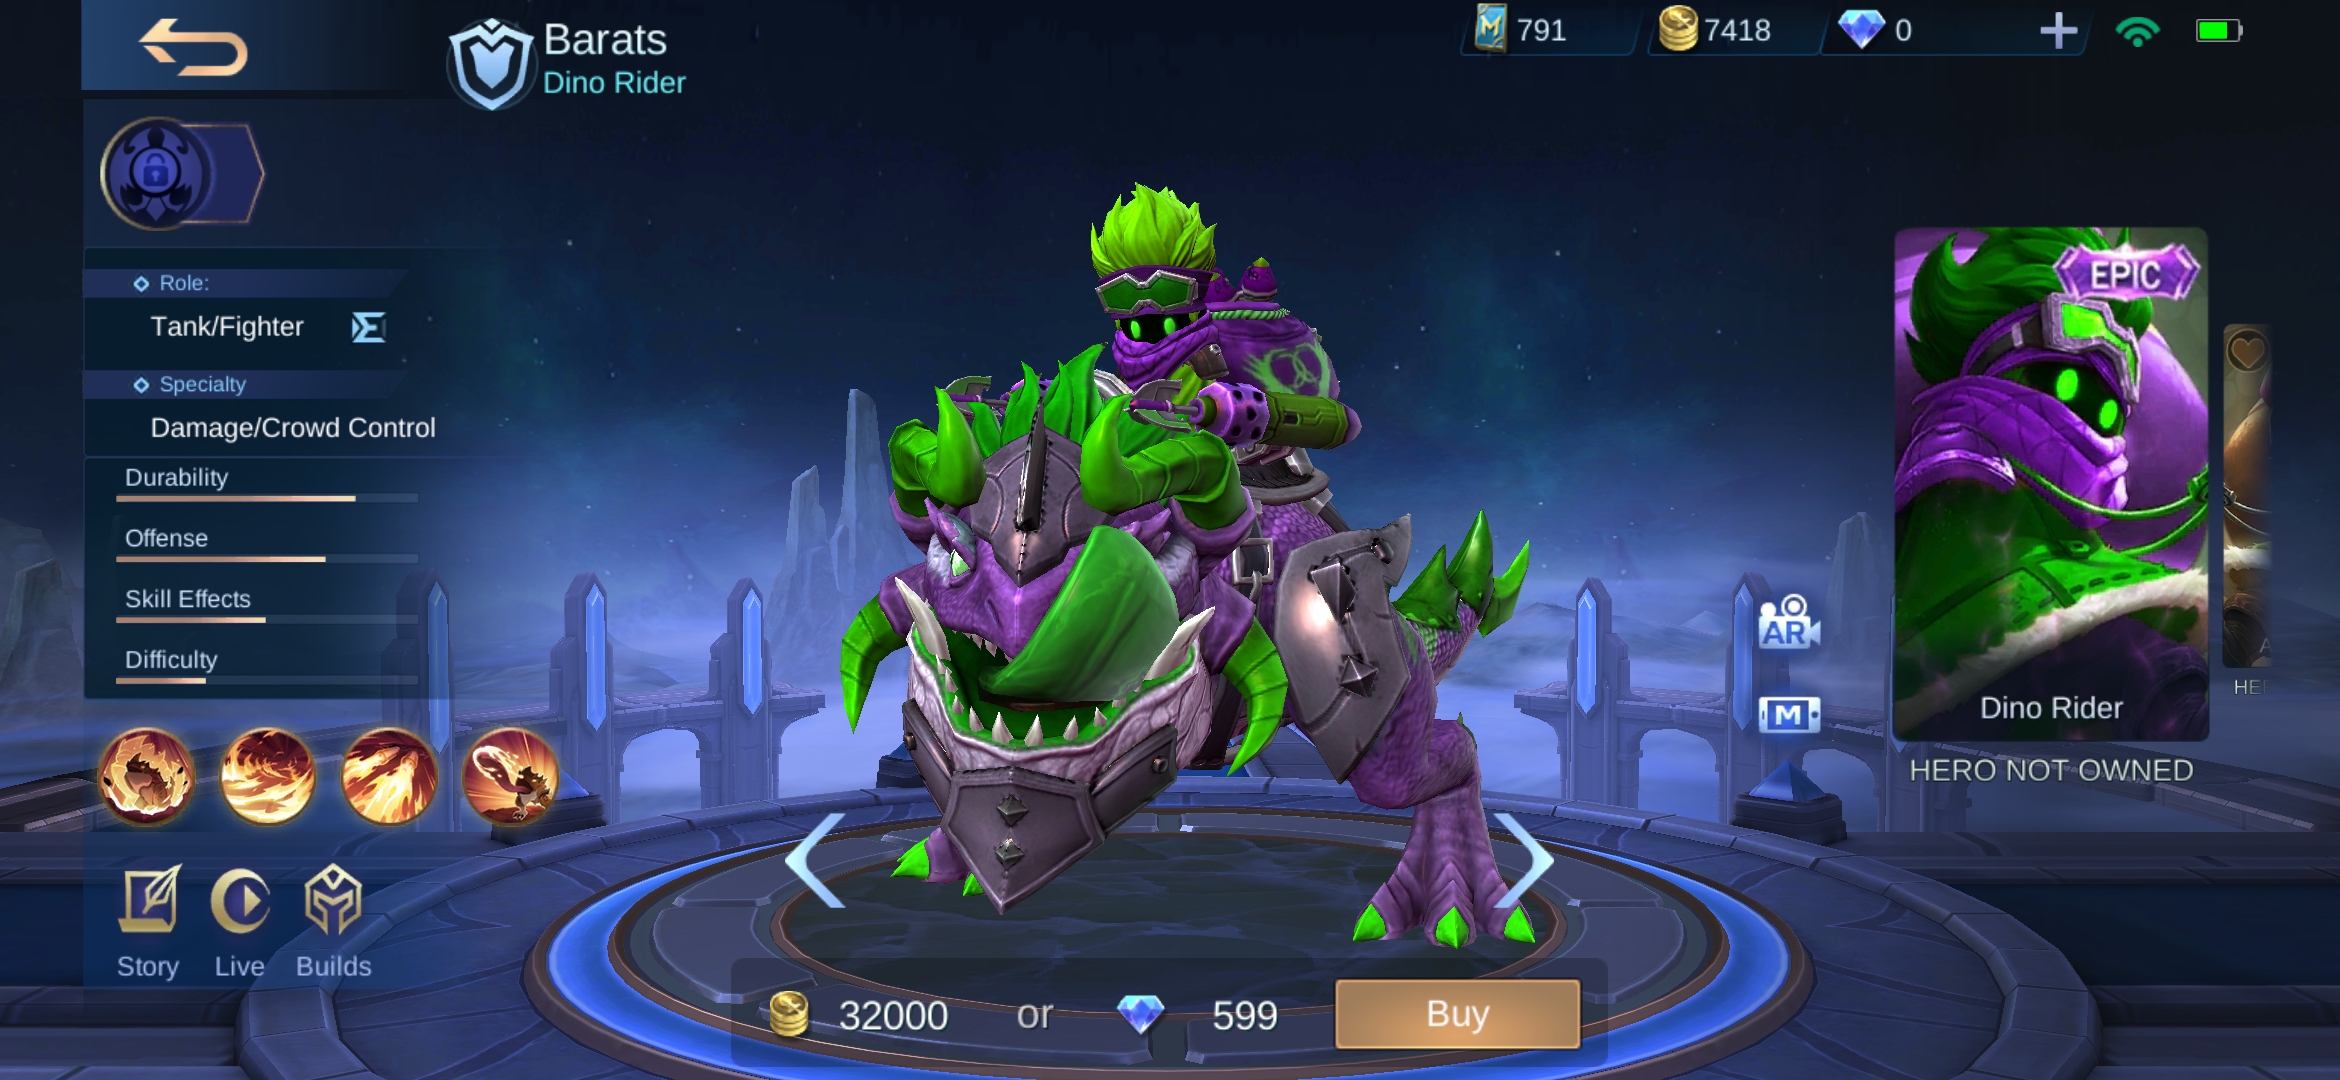 Barats
Dino Rider
791
7418
0
Role:
Tank/Fighter
Specialty
Damage/Crowd Control
Durability
Offense
Skill Effects
Difficulty
Story
Live
Builds
EPIC
Dino Rider
HERO NOT OWNED
AR
M
32000 or 599
Buy